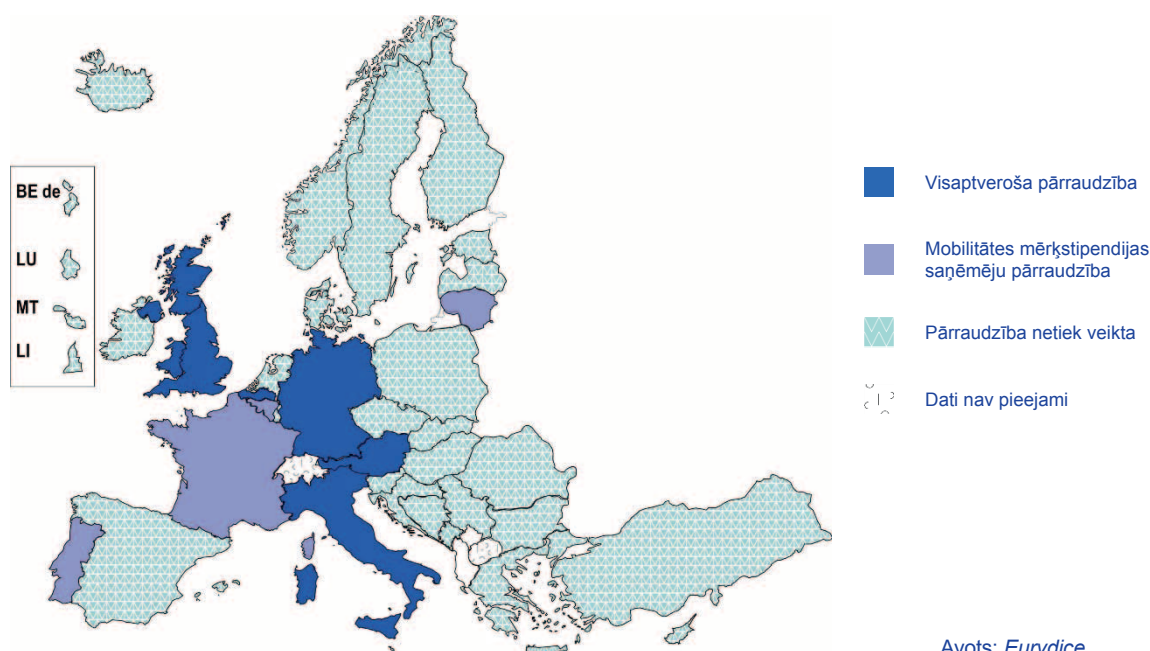 BE de
LU
MT
LI
Visaptveroša pārraudzība
Mobilitātes mērķstipendijas
saņēmēju pārraudzība
Pārraudzība netiek veikta
Dati nav pieejami
Avots: Eurydice